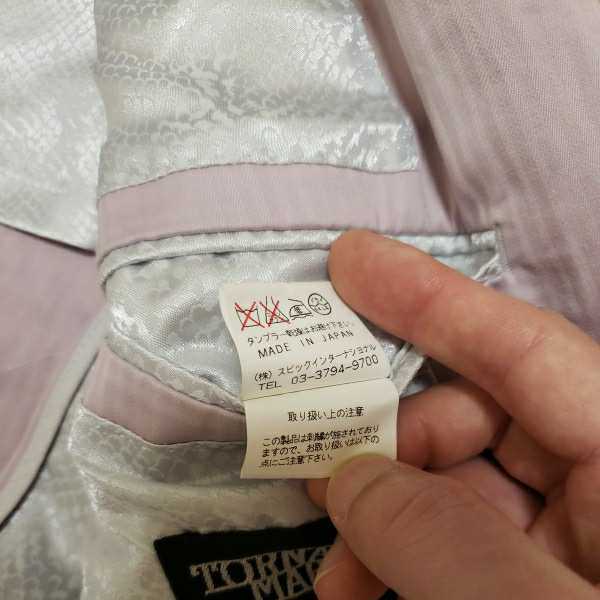 タンブラー乾燥はお避け下さい。
MADE IN JAPAN
(株)スピックインターナショナル
TEL 03-3794-9700
取り扱い上の注意
この製品は刺繍が施されており
ますので、お取り扱いは以下の
点にご注意下さい。
TORNA
MA